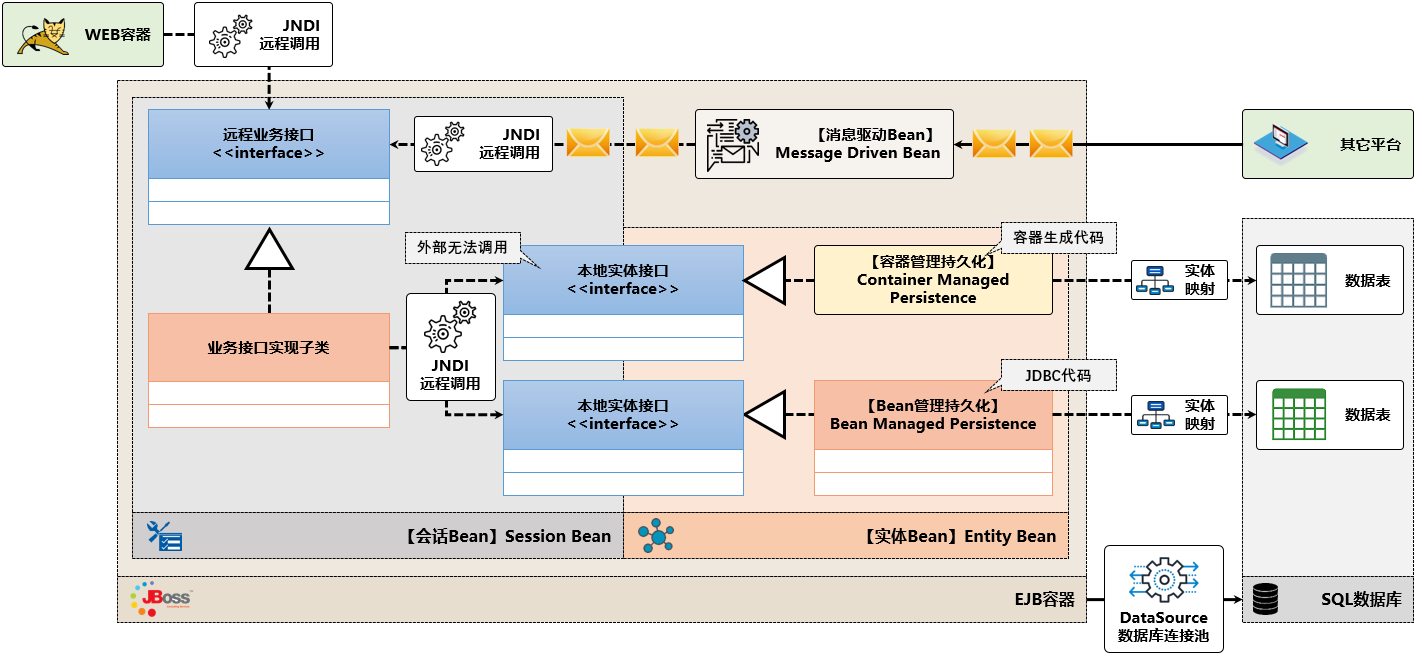 WEB容器
JNDI
远程调用
远程业务接口
<<interface>>
JNDI
远程调用
【消息驱动Bean】
Message Driven Bean
其它平台
外部无法调用
容器生成代码
本地实体接口
<<interface>>
【容器管理持久化】
Container Managed
Persistence
实体
映射
数据表
业务接口实现子类
JNDI
远程调用
JDBC代码
本地实体接口
<<interface>>
【Bean管理持久化】
Bean Managed Persistence
实体
映射
数据表
【会话Bean】Session Bean
【实体Bean】Entity Bean
JBoss
EJB容器
DataSource
数据库连接池
SQL数据库